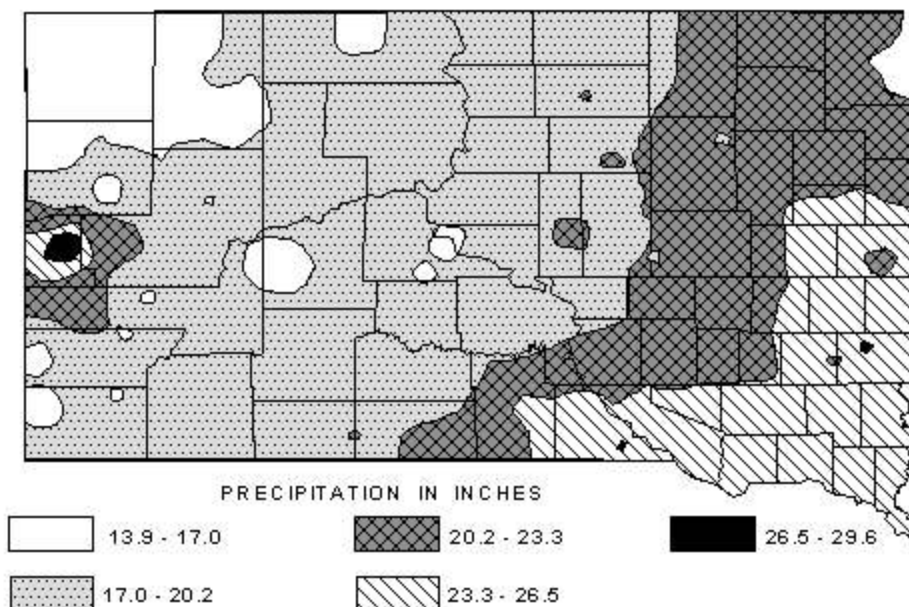 PRECIPITATION IN INCHES
13.9 - 17.0
20.2 - 23.3
26.5 - 29.6
17.0 - 20.2
23.3 - 26.5